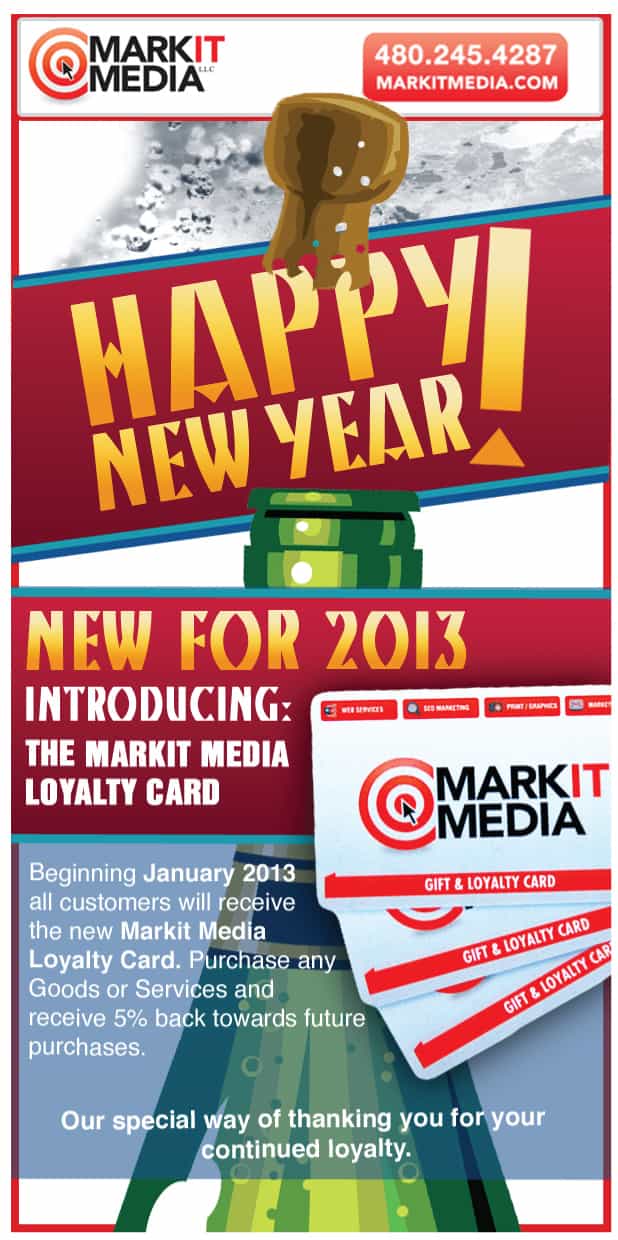 MARKIT
MEDIA LLC
480.245.4287
MARKITMEDIA.COM
HAPPY
NEW YEAR!
NEW FOR 2013
INTRODUCING:
THE MARKIT MEDIA
LOYALTY CARD
WEB SERVICES
SEO MARKETING
PRINT / GRAPHICS
MARKIT
MEDIA
GIFT & LOYALTY CARD
GIFT & LOYALTY CARD
GIFT & LOYALTY CAR
Beginning January 2013
all customers will receive
the new Markit Media
Loyalty Card. Purchase any
Goods or Services and
receive 5% back towards future
purchases.
Our special way of thanking you for your
continued loyalty.